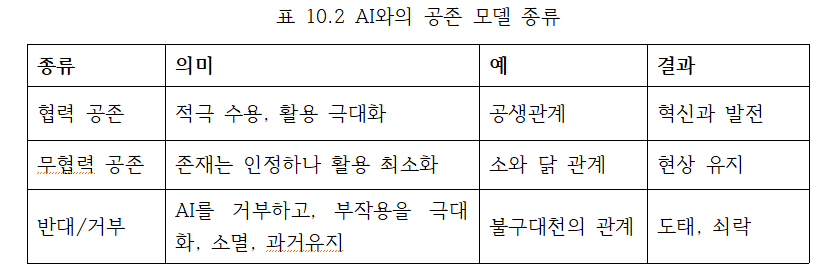 표 10.2 AI와의 공존 모델 종류
종류 의미 예 결과
협력 공존 적극 수용, 활용 극대화 공생관계 혁신과 발전
무협력 공존 존재는 인정하나 활용 최소화 소와 닭 관계 현상 유지
반대/거부 AI를 거부하고, 부작용을 극대 불구대천의 관계 도태, 쇠락
화, 소멸, 과거유지